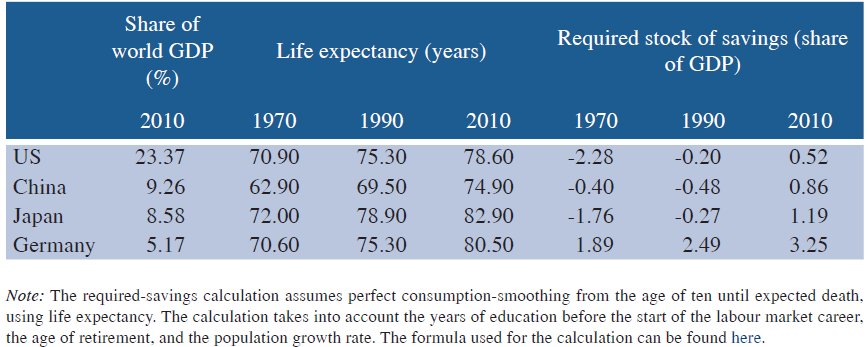 Share of world GDP (%) Life expectancy (years) Required stock of savings (share of GDP)
2010 1970 1990 2010 1970 1990 2010
US 23.37 70.90 75.30 78.60 -2.28 -0.20 0.52
China 9.26 62.90 69.50 74.90 -0.40 -0.48 0.86
Japan 8.58 72.00 78.90 82.90 -1.76 -0.27 1.19
Germany 5.17 70.60 75.30 80.50 1.89 2.49 3.25
Note: The required-savings calculation assumes perfect consumption-smoothing from the age of ten until expected death,
using life expectancy. The calculation takes into account the years of education before the start of the labour market career,
the age of retirement, and the population growth rate. The formula used for the calculation can be found here.